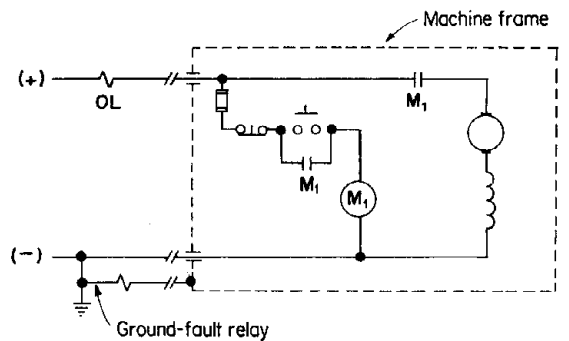 Machine frame
(+)
OL
M₁
M₁
M₁
(−)
Ground-fault relay